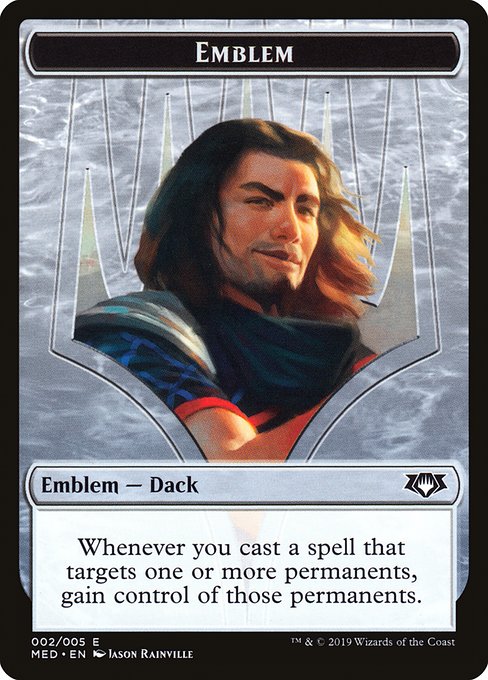 EMBLEM
Emblem — Dack
Whenever you cast a spell that
targets one or more permanents,
gain control of those permanents.
002/005 E
MED • EN JASON RAINVILLE
™ & © 2019 Wizards of the Coast